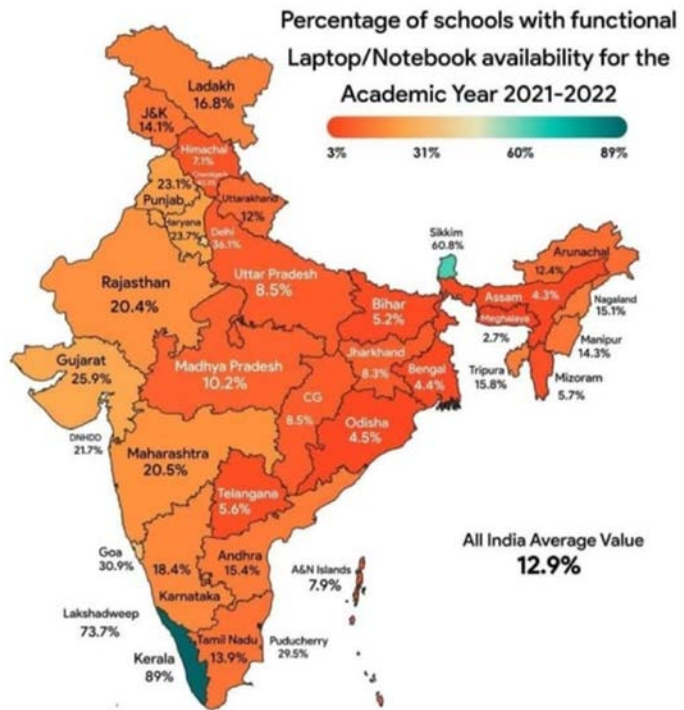 Percentage of schools with functional
Laptop/Notebook availability for the
Academic Year 2021-2022
3% 31% 60% 89%
Ladakh
16.8%
J&K
14.1%
Himachal
7.1%
23.1%
Punjab
Uttarakhand
12%
Haryana
23.7%
Delhi
36.1%
Sikkim
60.8%
Arunachal
12.4%
Rajasthan
20.4%
Uttar Pradesh
8.5%
Bihar
5.2%
Assam 4.3%
Nagaland
15.1%
Meghalaya
2.7%
Manipur
14.3%
Gujarat
25.9%
Madhya Pradesh
10.2%
Jharkhand
8.3%
Bengal
4.4%
Tripura
15.8%
Mizoram
5.7%
CG
8.5%
Odisha
4.5%
DNHDD
21.7%
Maharashtra
20.5%
Telangana
5.6%
All India Average Value
12.9%
Goa
30.9%
18.4%
Karnataka
Andhra
15.4%
A&N Islands
7.9%
Lakshadweep
73.7%
Kerala
89%
Tamil Nadu
13.9%
Puducherry
29.5%